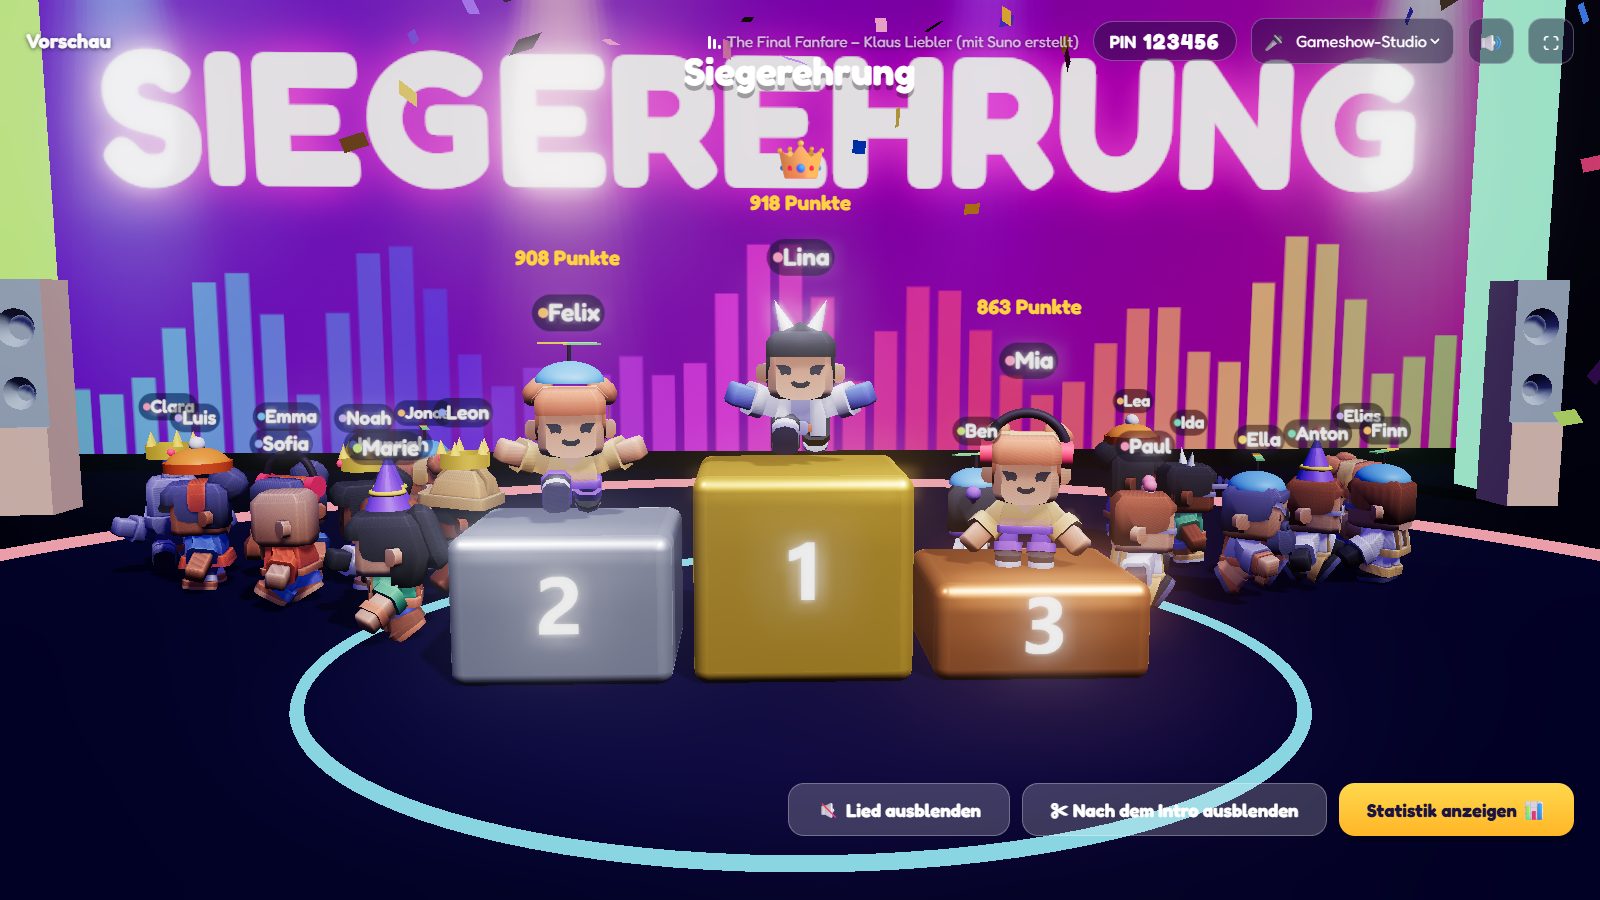 Vorschau
The Final Fanfare – Klaus Liebler (mit Suno erstellt)
PIN 123456
Gameshow-Studio
Siegerehrung
SIEGEREHRUNG
918 Punkte
Lina
908 Punkte
Felix
863 Punkte
Mia
Clara
Luis
Emma
Sofia
Noah
Marie
Leon
Ben
Lea
Paul
Ida
Ella
Anton
Elias
Finn
2
1
3
Lied ausblenden
Nach dem Intro ausblenden
Statistik anzeigen